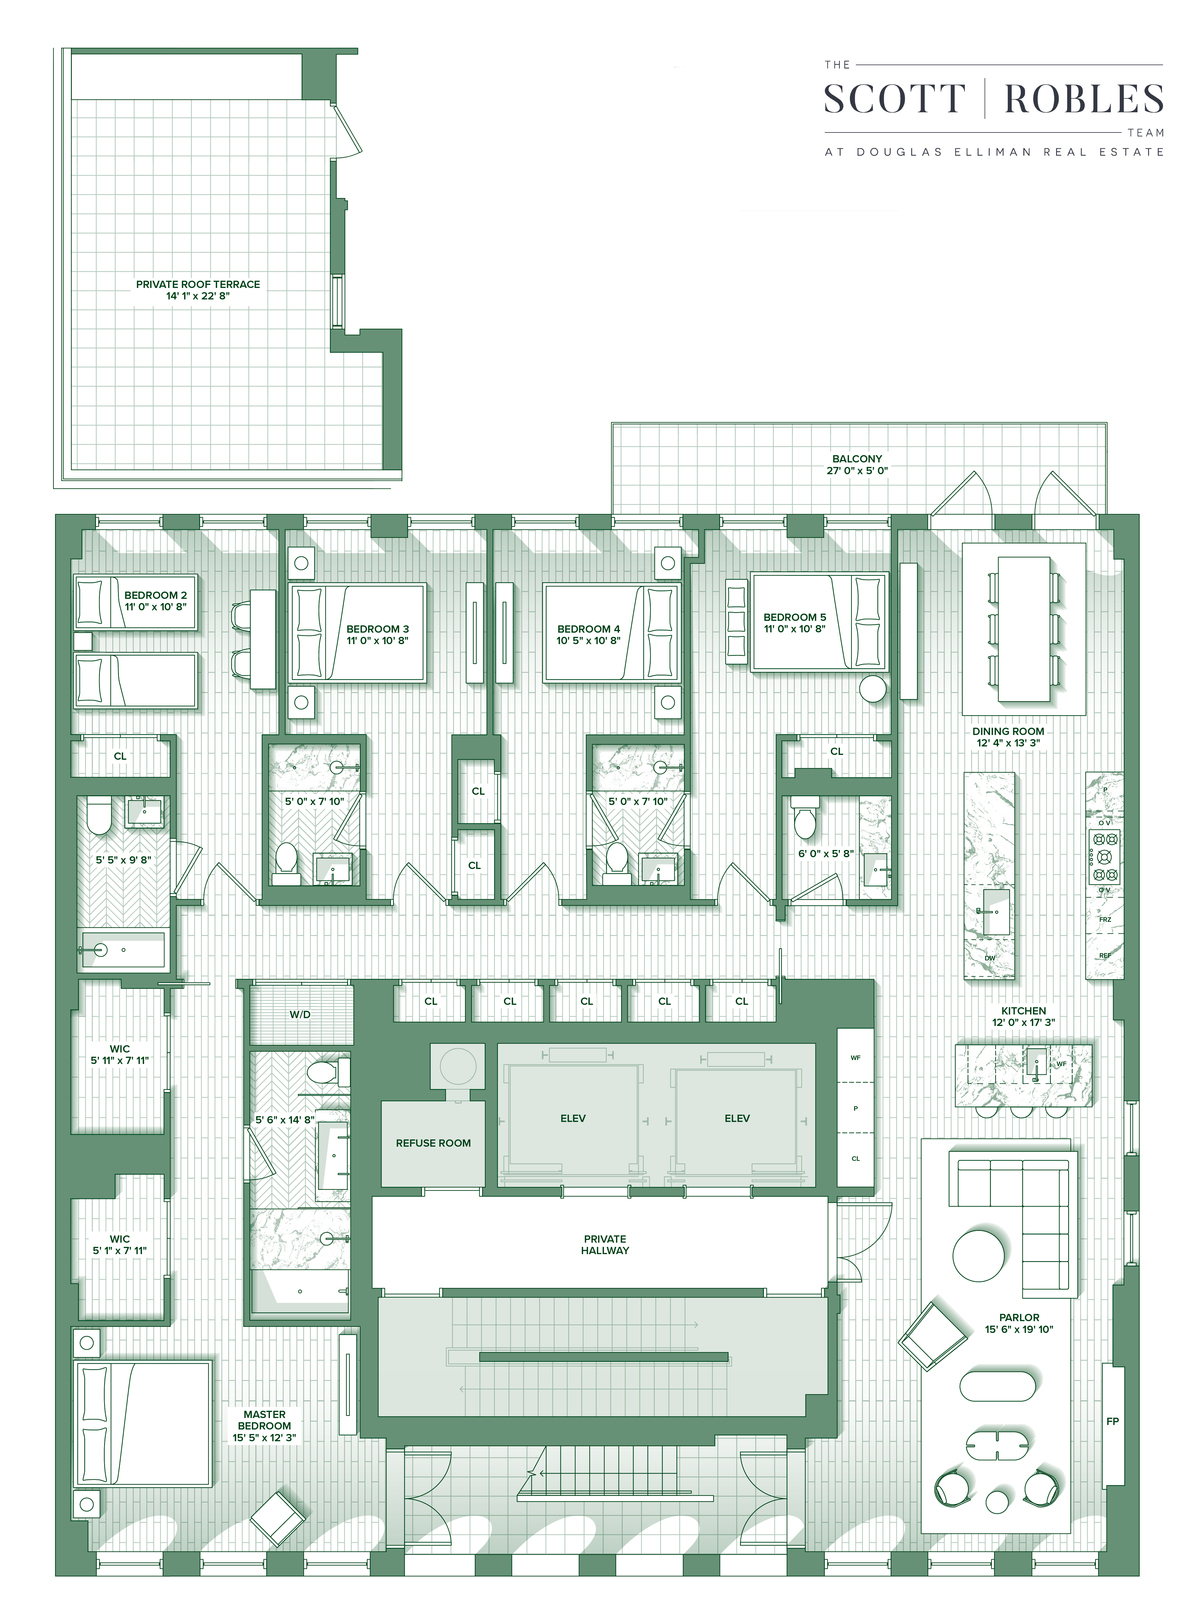 THE
SCOTT | ROBLES
TEAM
AT DOUGLAS ELLIMAN REAL ESTATE
PRIVATE ROOF TERRACE
14' 1" x 22' 8"
BALCONY
27' 0" x 5' 0"
BEDROOM 2
11' 0" x 10' 8"
BEDROOM 3
11' 0" x 10' 8"
BEDROOM 4
10' 5" x 10' 8"
BEDROOM 5
11' 0" x 10' 8"
DINING ROOM
12' 4" x 13' 3"
CL
CL
CL
CL
5' 0" x 7' 10"
5' 0" x 7' 10"
5' 5" x 9' 8"
6' 0" x 5' 8"
P
OV
OV
FRZ
REF
DW
KITCHEN
12' 0" x 17' 3"
WF
W/D
CL
CL
CL
CL
CL
WIC
5' 11" x 7' 11"
5' 6" x 14' 8"
REFUSE ROOM
ELEV
ELEV
WF
P
CL
WIC
5' 1" x 7' 11"
PRIVATE
HALLWAY
PARLOR
15' 6" x 19' 10"
FP
MASTER
BEDROOM
15' 5" x 12' 3"